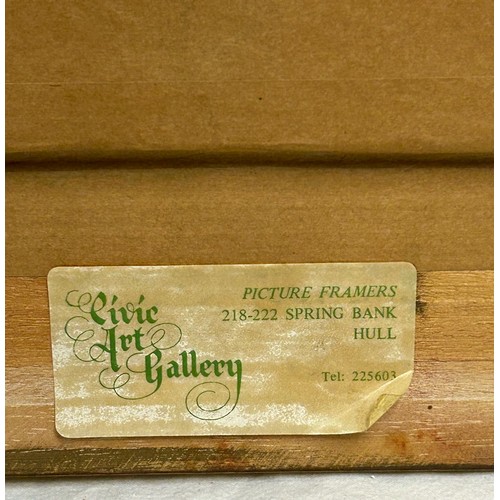 Civic
Art
Gallery
PICTURE FRAMERS
218-222 SPRING BANK
HULL
Tel: 225603